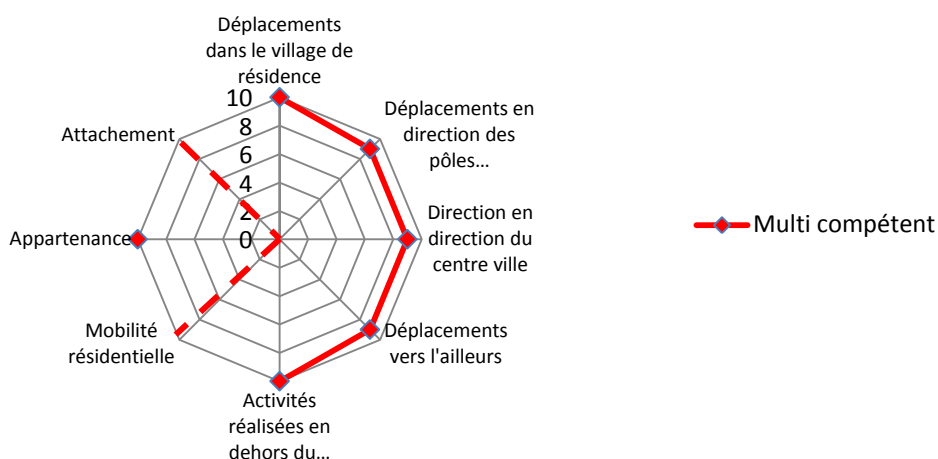 Déplacements
dans le village de
résidence
10
8
6
4
2
0
Déplacements en
direction des
pôles...
Direction en
direction du
centre ville
Déplacements
vers l'ailleurs
Activités
réalisées en
dehors du...
Mobilité
résidentielle
Appartenance
Attachement
Multi compétent